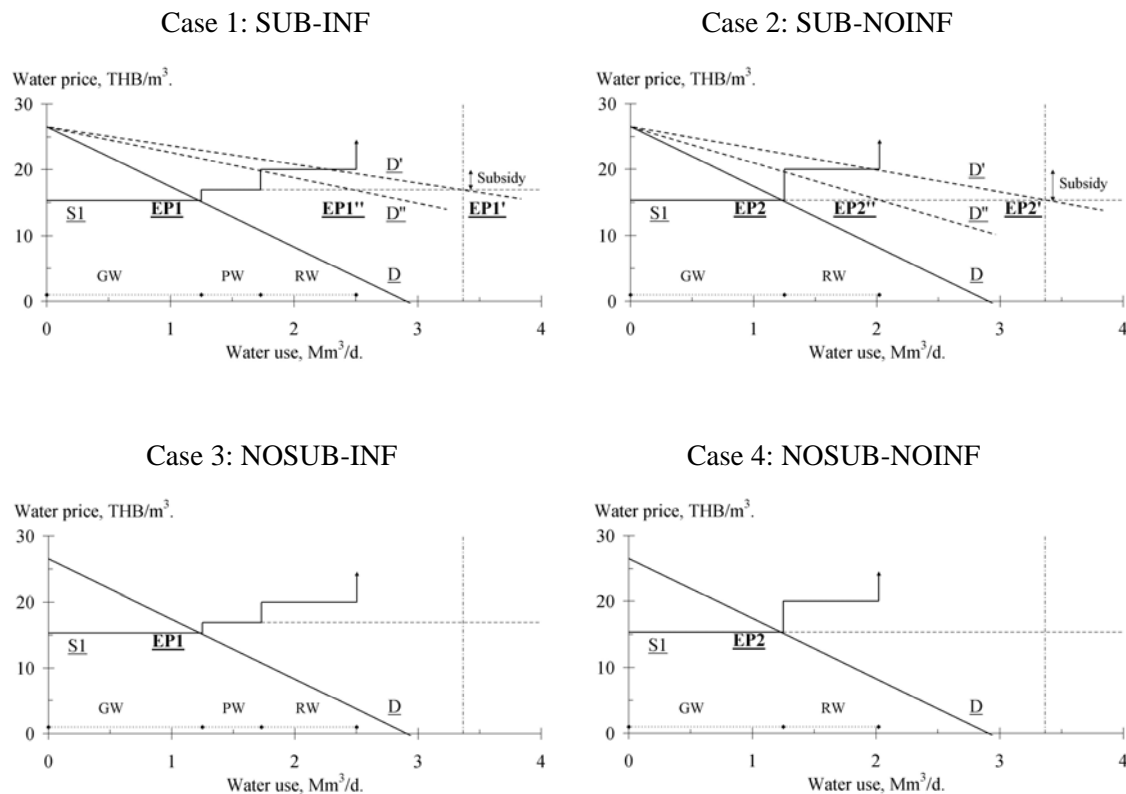 Case 1: SUB-INF
Water price, THB/m³.
30
20
10
0
D'
Subsidy
S1
EP1
EP1''
D''
EP1'
GW
PW
RW
D
0
1
2
3
4
Water use, Mm³/d.
Case 2: SUB-NOINF
Water price, THB/m³.
30
20
10
0
D'
Subsidy
S1
EP2
EP2''
D''
EP2'
GW
RW
D
0
1
2
3
4
Water use, Mm³/d.
Case 3: NOSUB-INF
Water price, THB/m³.
30
20
10
0
S1
EP1
GW
PW
RW
D
0
1
2
3
4
Water use, Mm³/d.
Case 4: NOSUB-NOINF
Water price, THB/m³.
30
20
10
0
S1
EP2
GW
RW
D
0
1
2
3
4
Water use, Mm³/d.